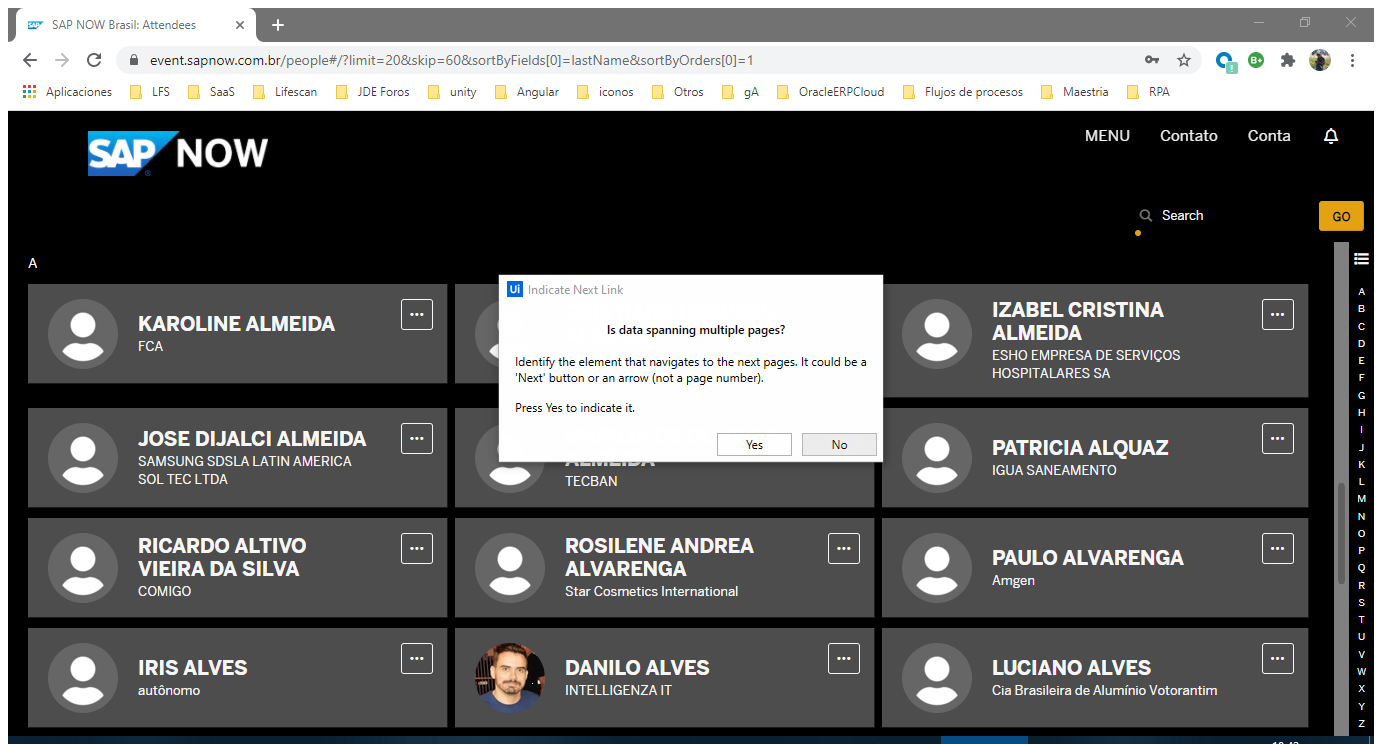 SAP NOW Brasil: Attendees
event.sapnow.com.br/people#/?limit=20&skip=60&sortByFields[0]=lastName&sortByOrders[0]=1
Aplicaciones LFS SaaS Lifescan JDE Foros unity Angular iconos Otros gA OracleERPCloud Flujos de procesos Maestria RPA
SAP NOW
MENU Contato Conta
Search
GO
A
KAROLINE ALMEIDA
FCA
IZABEL CRISTINA
ALMEIDA
ESHO EMPRESA DE SERVIÇOS
HOSPITALARES SA
Ui Indicate Next Link
Is data spanning multiple pages?
Identify the element that navigates to the next pages. It could be a
'Next' button or an arrow (not a page number).
Press Yes to indicate it.
Yes No
JOSE DIJALCI ALMEIDA
SAMSUNG SDSLA LATIN AMERICA
SOL TEC LTDA
ALMEIDA
TECBAN
PATRICIA ALQUAZ
IGUA SANEAMENTO
RICARDO ALTIVO
VIEIRA DA SILVA
COMIGO
ROSILENE ANDREA
ALVARENGA
Star Cosmetics International
PAULO ALVARENGA
Amgen
IRIS ALVES
autônomo
DANILO ALVES
INTELLIGENZA IT
LUCIANO ALVES
Cia Brasileira de Alumínio Votorantim
A
B
C
D
E
F
G
H
I
J
K
L
M
N
O
P
Q
R
S
T
U
V
W
X
Y
Z